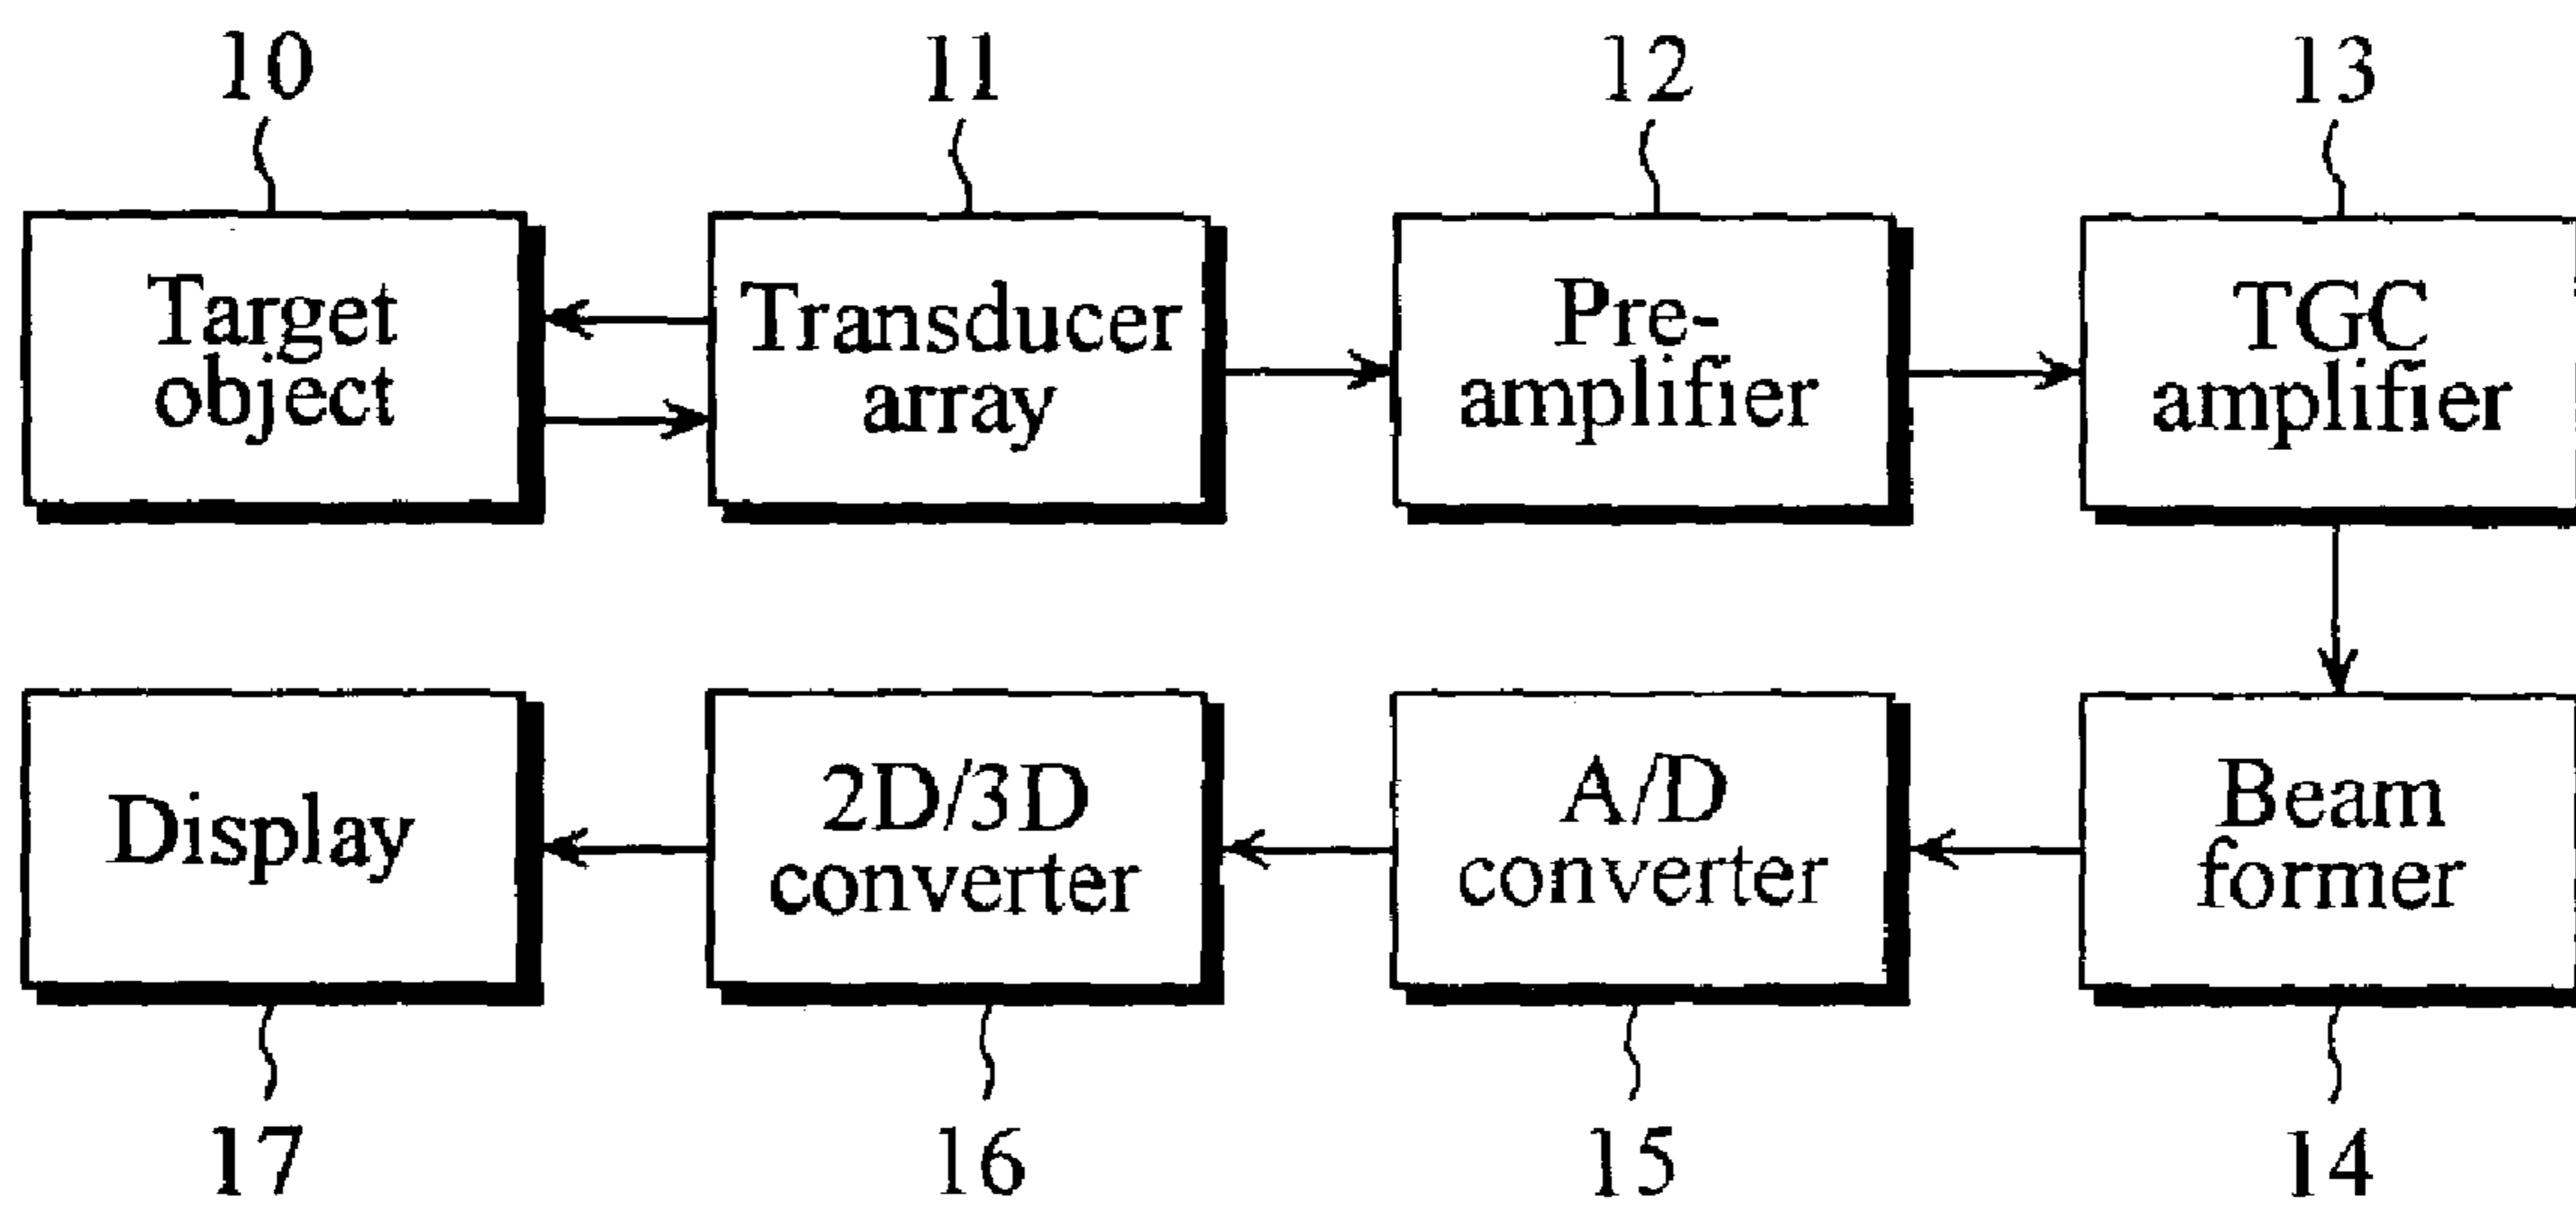 10
11
12
13
Target
object
Transducer
array
Pre-
amplifier
TGC
amplifier
Display
2D/3D
converter
A/D
converter
Beam
former
17
16
15
14